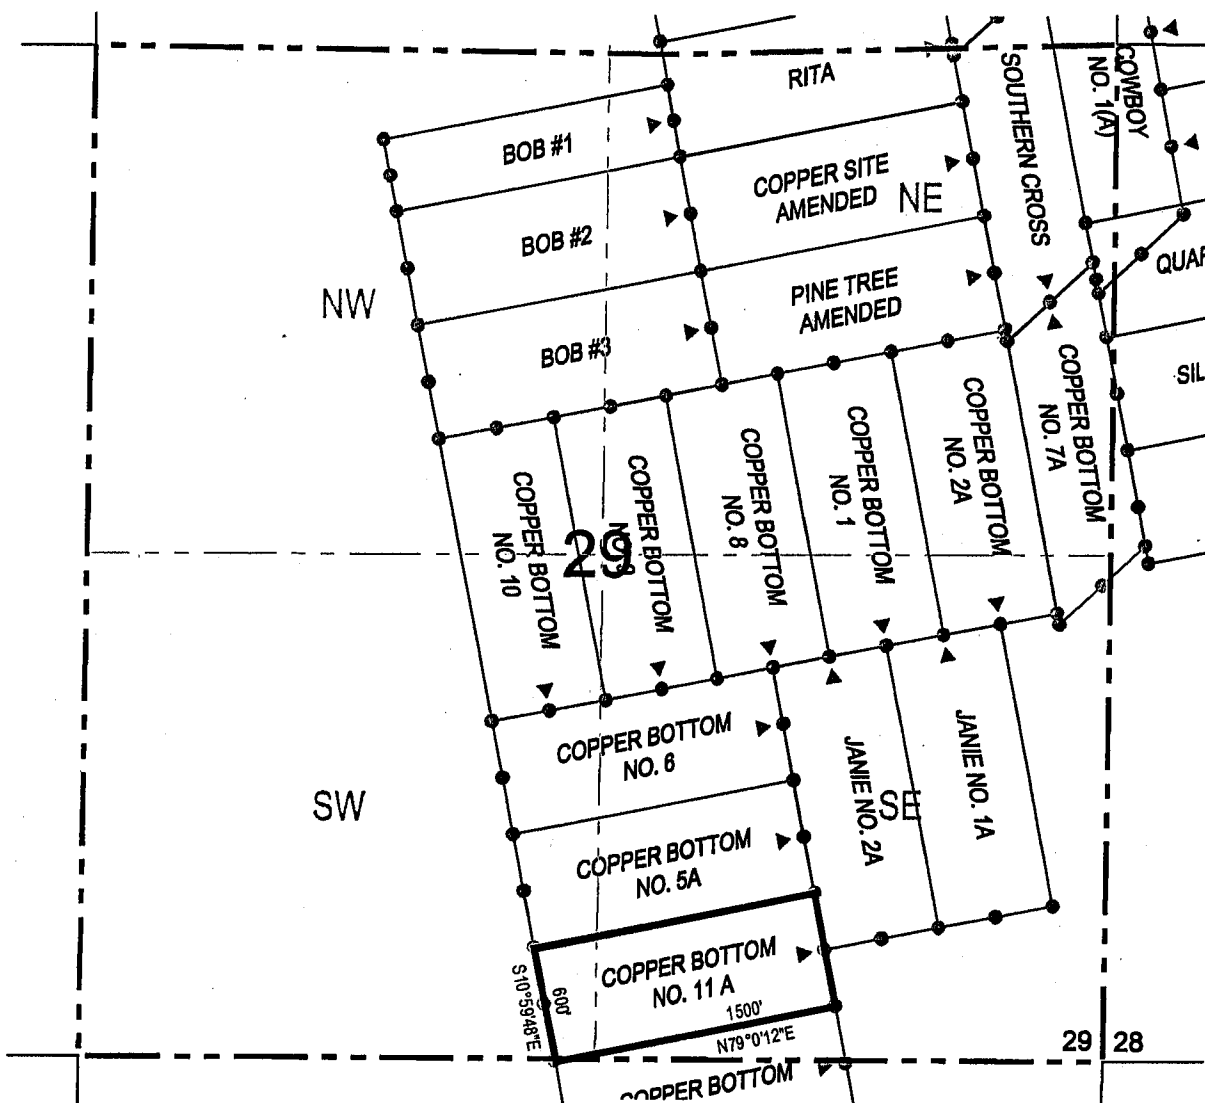 RITA
SOUTHERN CROSS
COWBOY
NO. 1(A)
BOB #1
COPPER SITE
AMENDED
NE
BOB #2
QUAR
NW
PINE TREE
AMENDED
BOB #3
SIL
COPPER BOTTOM
NO. 7A
COPPER BOTTOM
NO. 2A
COPPER BOTTOM
NO. 1
COPPER BOTTOM
NO. 8
COPPER BOTTOM
COPPER BOTTOM
NO. 10
29
COPPER BOTTOM
NO. 6
JANIE NO. 2A
JANIE NO. 1A
SW
SE
COPPER BOTTOM
NO. 5A
COPPER BOTTOM
NO. 11 A
600'
S10°59'48"E
1500'
N79°0'12"E
29
28
COPPER BOTTOM